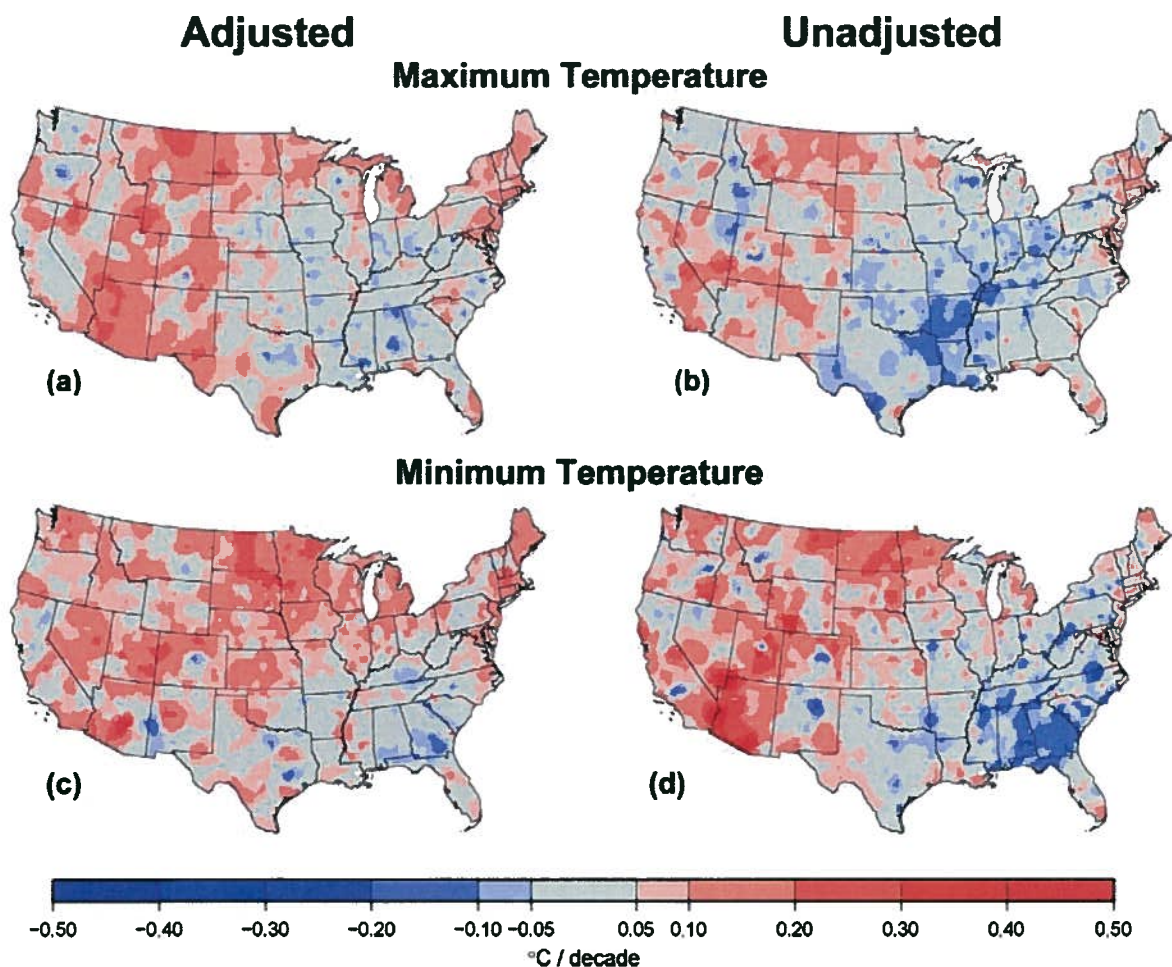 Adjusted Unadjusted
Maximum Temperature
(a) (b)
Minimum Temperature
(c) (d)
−0.50 −0.40 −0.30 −0.20 −0.10 −0.05 0.05 0.10 0.20 0.30 0.40 0.50
°C / decade